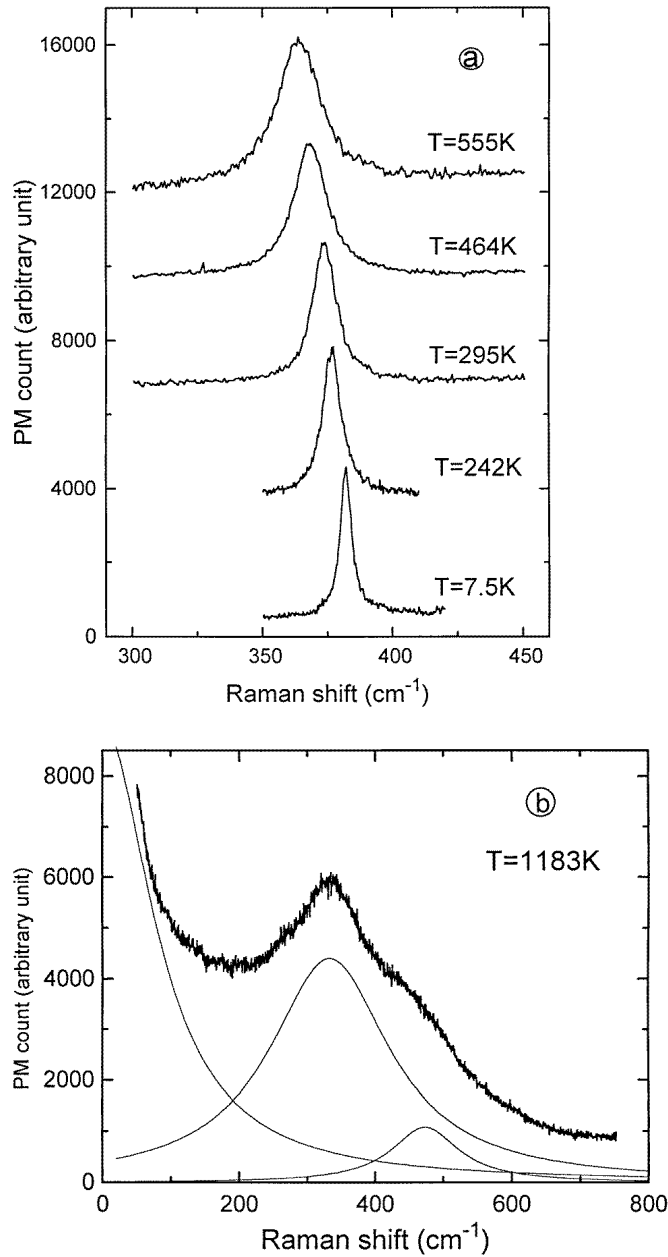 16000
12000
8000
4000
0
PM count (arbitrary unit)
a
T=555K
T=464K
T=295K
T=242K
T=7.5K
300 350 400 450
Raman shift (cm⁻¹)
8000
6000
4000
2000
0
PM count (arbitrary unit)
b
T=1183K
0 200 400 600 800
Raman shift (cm⁻¹)